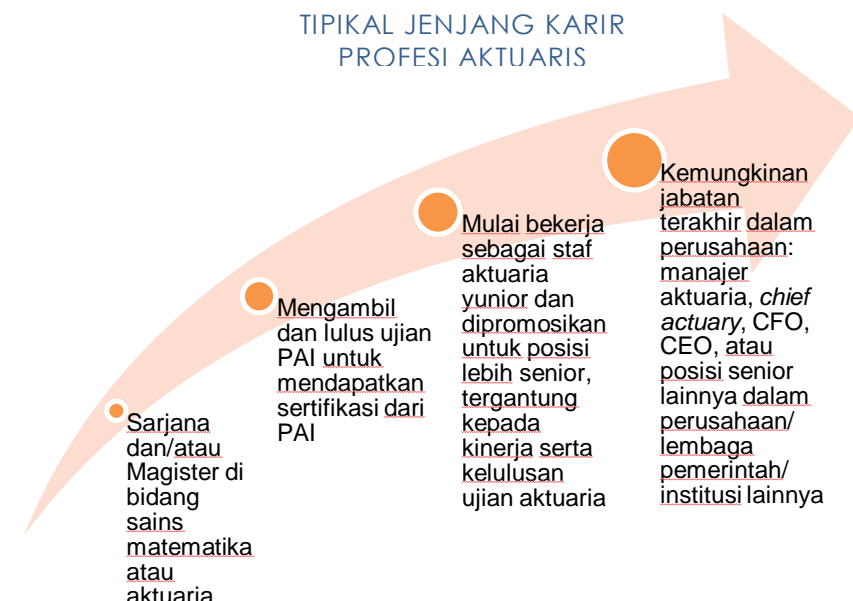 TIPIKAL JENJANG KARIR
PROFESI AKTUARIS
Sarjana
dan/atau
Magister di
bidang
sains
matematika
atau
aktuaria
Mengambil
dan lulus ujian
PAI untuk
mendapatkan
sertifikasi dari
PAI
Mulai bekerja
sebagai staf
aktuaria
yunior dan
dipromosikan
untuk posisi
lebih senior,
tergantung
kepada
kinerja serta
kelulusan
ujian aktuaria
Kemungkinan
jabatan
terakhir dalam
perusahaan:
manajer
aktuaria, chief
actuary, CFO,
CEO, atau
posisi senior
lainnya dalam
perusahaan/
lembaga
pemerintah/
institusi lainnya